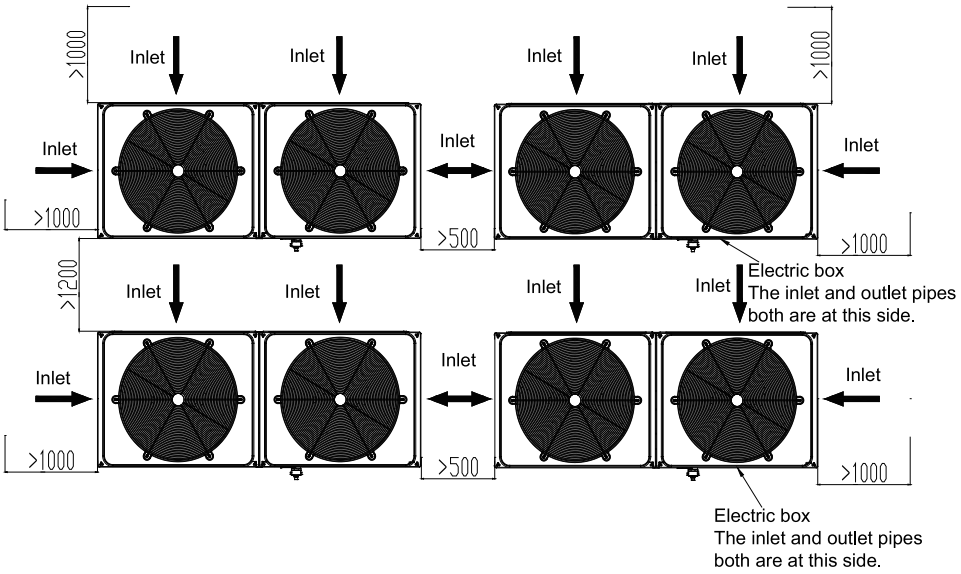 >1000
>1000
Inlet
Inlet
Inlet
Inlet
Inlet
Inlet
Inlet
>1000
>500
>1000
>1200
Electric box
The inlet and outlet pipes
both are at this side.
Inlet
Inlet
Inlet
Inlet
Inlet
Inlet
Inlet
>1000
>500
>1000
Electric box
The inlet and outlet pipes
both are at this side.